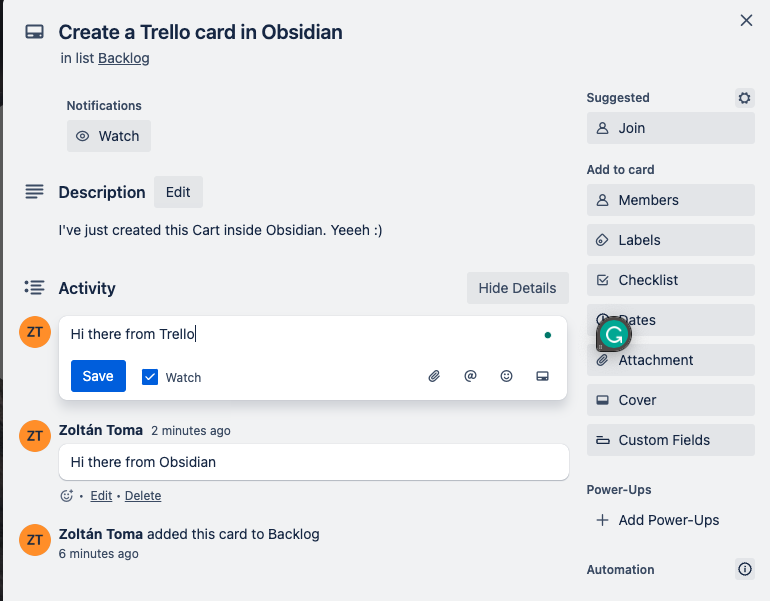 Create a Trello card in Obsidian
in list Backlog
Notifications
Watch
Description Edit
I've just created this Cart inside Obsidian. Yeeeh :)
Activity Hide Details
ZT Hi there from Trello
Save Watch
ZT Zoltán Toma 2 minutes ago
Hi there from Obsidian
• Edit • Delete
ZT Zoltán Toma added this card to Backlog
6 minutes ago
Suggested
Join
Add to card
Members
Labels
Checklist
Dates
Attachment
Cover
Custom Fields
Power-Ups
+ Add Power-Ups
Automation